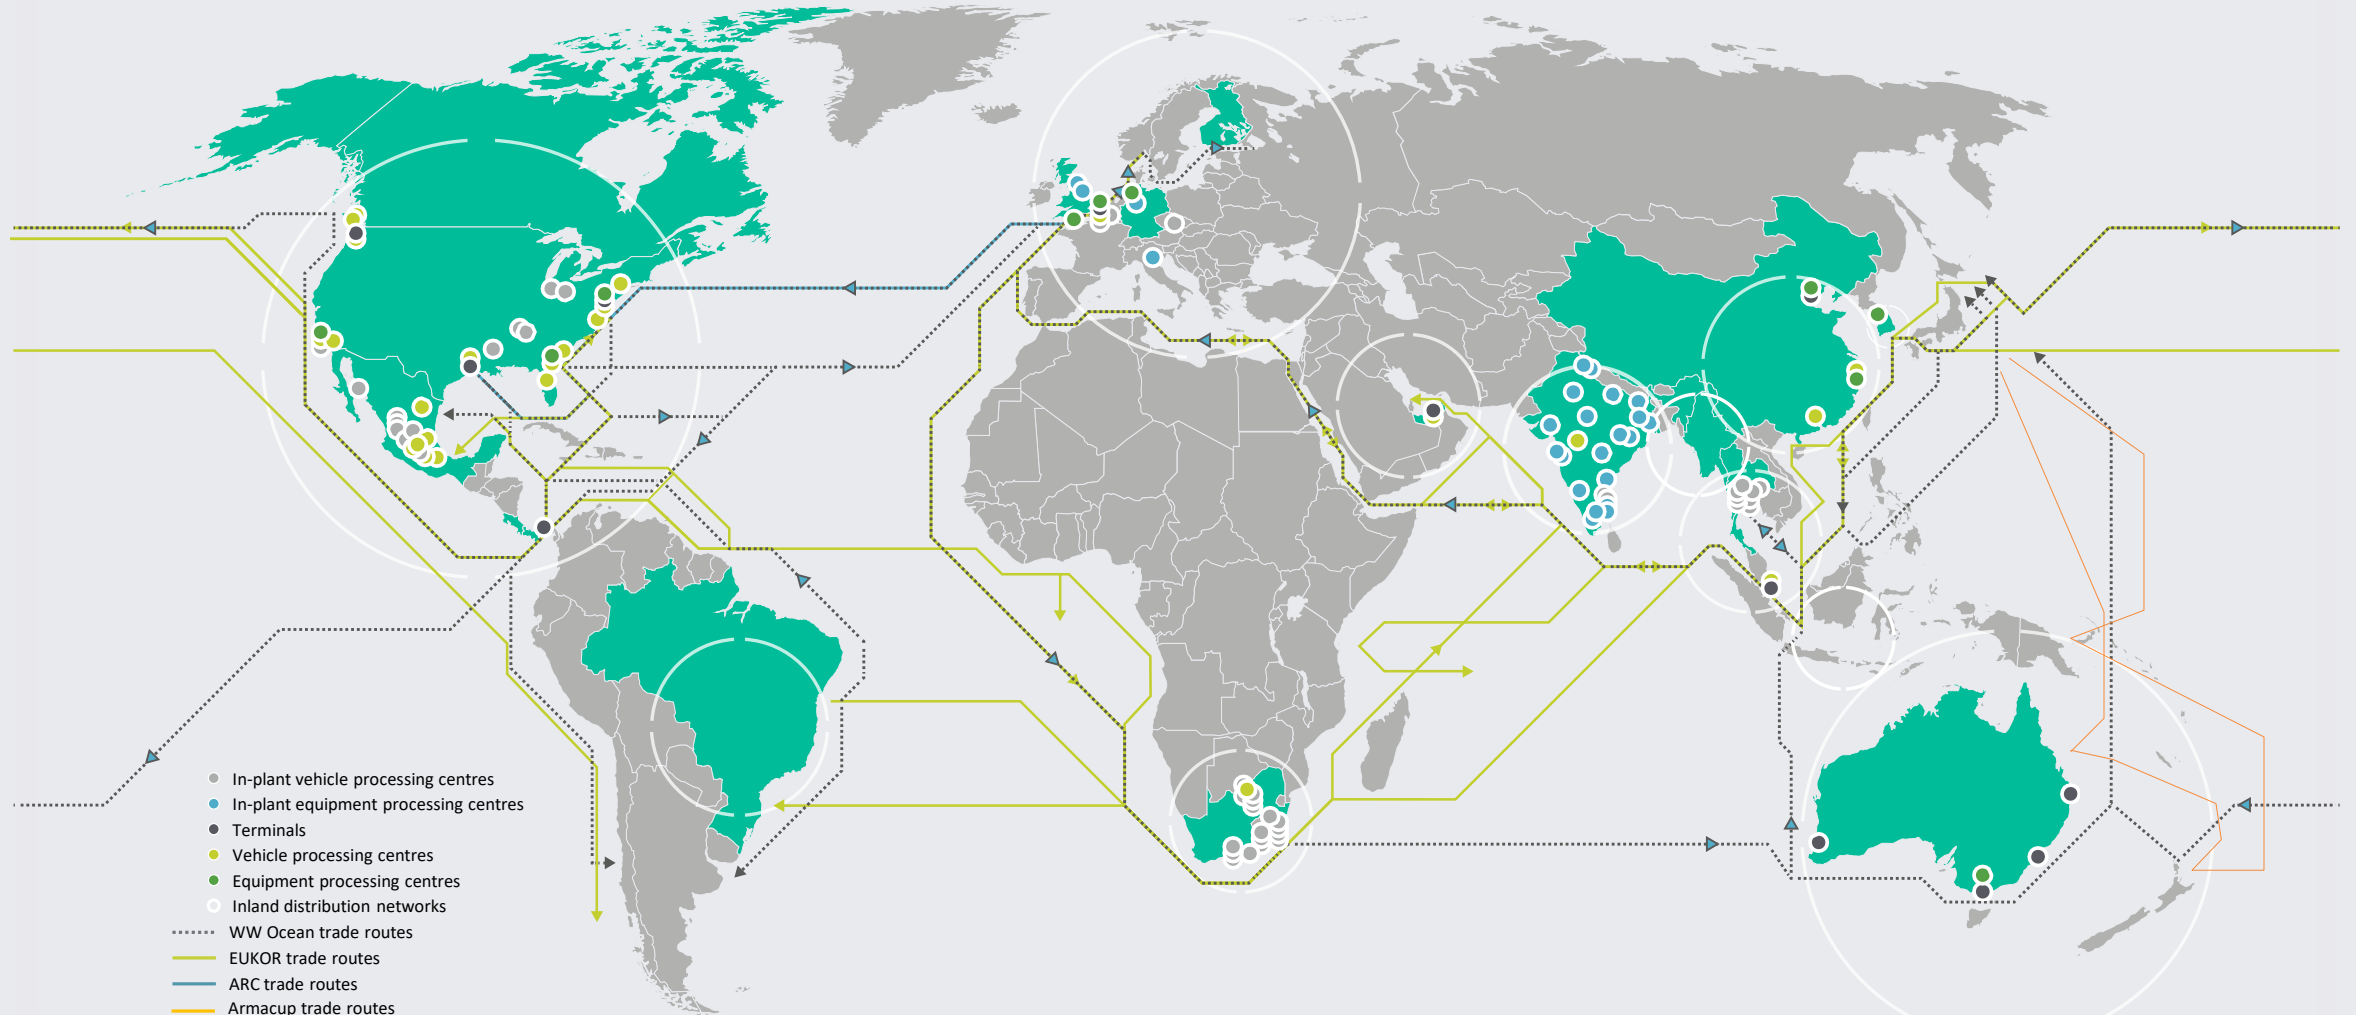 In-plant vehicle processing centres
In-plant equipment processing centres
Terminals
Vehicle processing centres
Equipment processing centres
Inland distribution networks
WW Ocean trade routes
EUKOR trade routes
ARC trade routes
Armacup trade routes